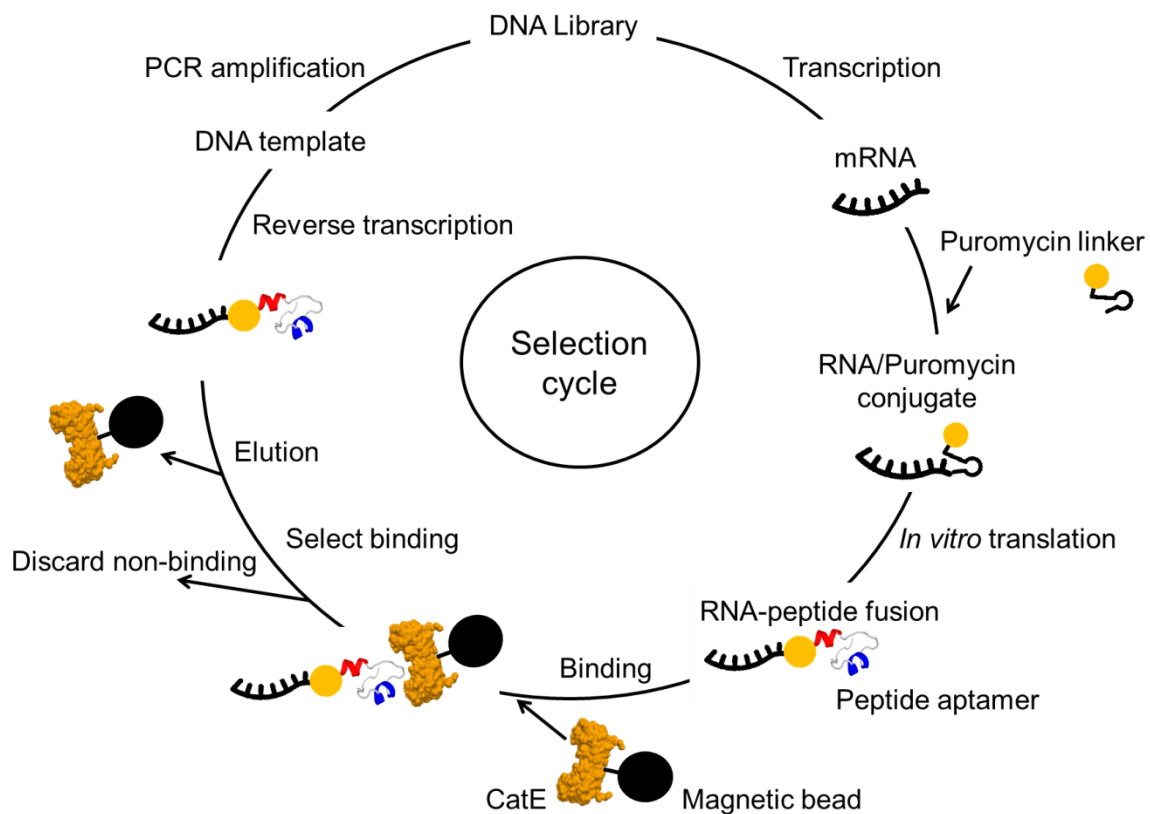 DNA Library
PCR amplification
Transcription
DNA template
mRNA
Reverse transcription
Puromycin linker
Selection
cycle
RNA/Puromycin
conjugate
Elution
Select binding
In vitro translation
Discard non-binding
RNA-peptide fusion
Binding
Peptide aptamer
CatE
Magnetic bead